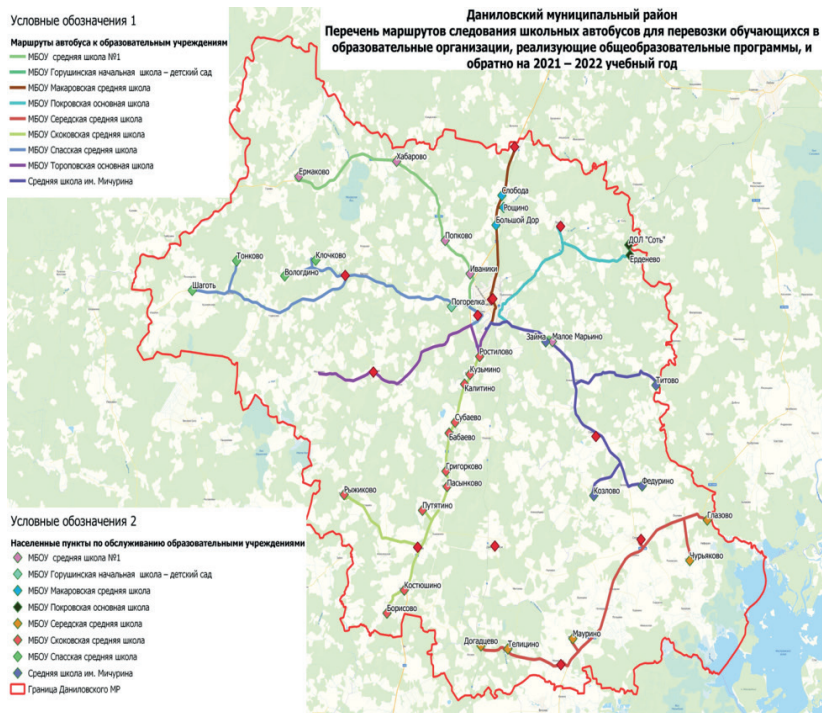 Даниловский муниципальный район
Перечень маршрутов следования школьных автобусов для перевозки обучающихся в
образовательные организации, реализующие общеобразовательные программы, и
обратно на 2021 – 2022 учебный год
Условные обозначения 1
Маршруты автобуса к образовательным учреждениям
МБОУ средняя школа №1
МБОУ Горушинская начальная школа – детский сад
МБОУ Макаровская средняя школа
МБОУ Покровская основная школа
МБОУ Середская средняя школа
МБОУ Скоковская средняя школа
МБОУ Спасская средняя школа
МБОУ Тороповская основная школа
Средняя школа им. Мичурина
Хабарово
Ермаково
Слобода
Рощино
Большой Дор
Попково
ДОЛ "Соть"
Ерденево
Тонково
Клочково
Вологдино
Иваники
Шаготь
Погорелка
Займа
Малое Марьино
Ростилово
Кузьмино
Калитино
Титово
Субаево
Бабаево
Григорково
Пасынково
Рыжиково
Путятино
Козлово
Федурино
Глазово
Чурьяково
Костюшино
Борисово
Маурино
Догадцево
Телицино
Условные обозначения 2
Населенные пункты по обслуживанию образовательными учреждениями
МБОУ средняя школа №1
МБОУ Горушинская начальная школа – детский сад
МБОУ Макаровская средняя школа
МБОУ Покровская основная школа
МБОУ Середская средняя школа
МБОУ Скоковская средняя школа
МБОУ Спасская средняя школа
Средняя школа им. Мичурина
Граница Даниловского МР